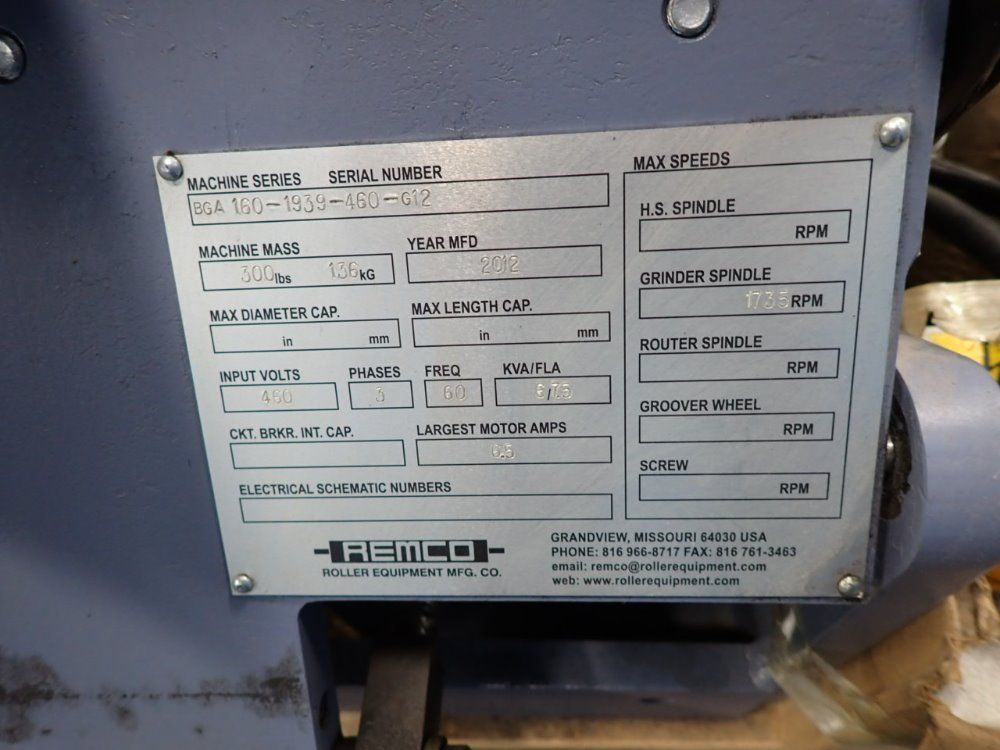 MACHINE SERIES SERIAL NUMBER
BGA 160-1939-460-G12
MACHINE MASS
300lbs 136kG
YEAR MFD
2012
MAX DIAMETER CAP.
in mm
MAX LENGTH CAP.
in mm
INPUT VOLTS
460
PHASES
3
FREQ
60
KVA/FLA
CKT. BRKR. INT. CAP.
LARGEST MOTOR AMPS
6.5
ELECTRICAL SCHEMATIC NUMBERS
MAX SPEEDS
H.S. SPINDLE
RPM
GRINDER SPINDLE
1735RPM
ROUTER SPINDLE
RPM
GROOVER WHEEL
RPM
SCREW
RPM
REMCO
ROLLER EQUIPMENT MFG. CO.
GRANDVIEW, MISSOURI 64030 USA
PHONE: 816 966-8717 FAX: 816 761-3463
email: remco@rollerequipment.com
web: www.rollerequipment.com